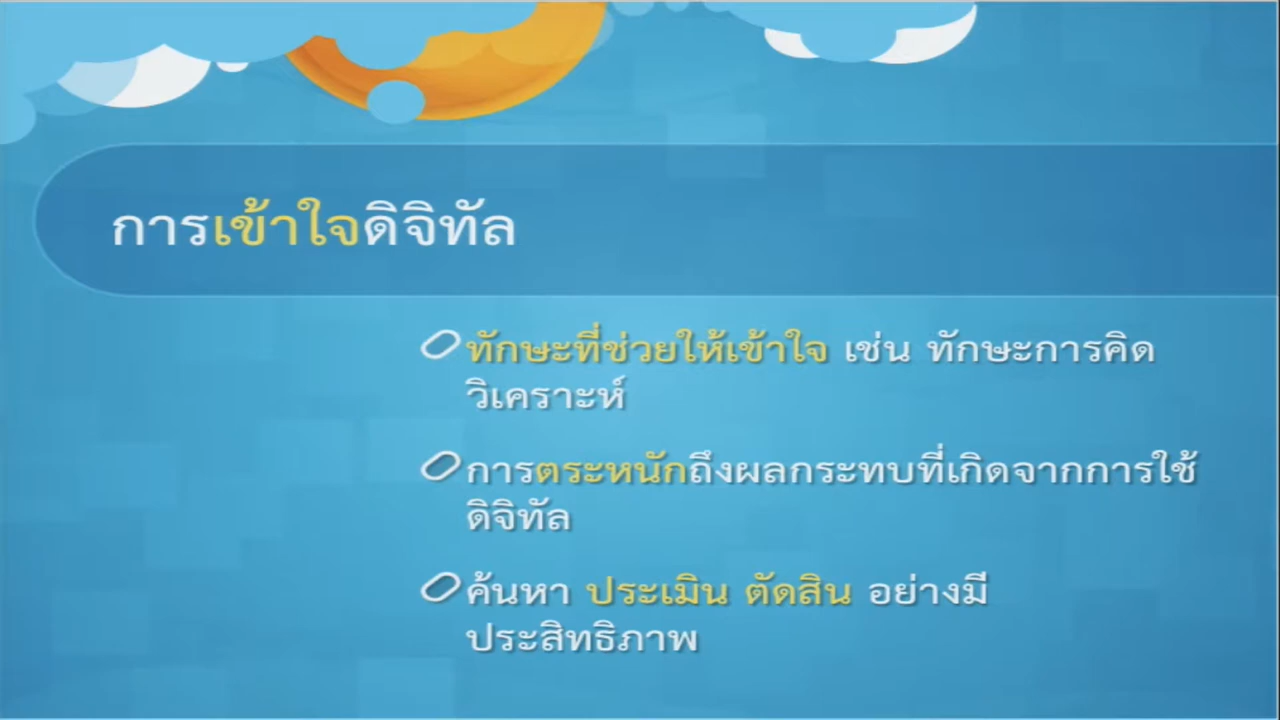 การเข้าใจดิจิทัล
ทักษะที่ช่วยให้เข้าใจ เช่น ทักษะการคิด
วิเคราะห์
การตระหนักถึงผลกระทบที่เกิดจากการใช้
ดิจิทัล
ค้นหา ประเมิน ตัดสิน อย่างมี
ประสิทธิภาพ